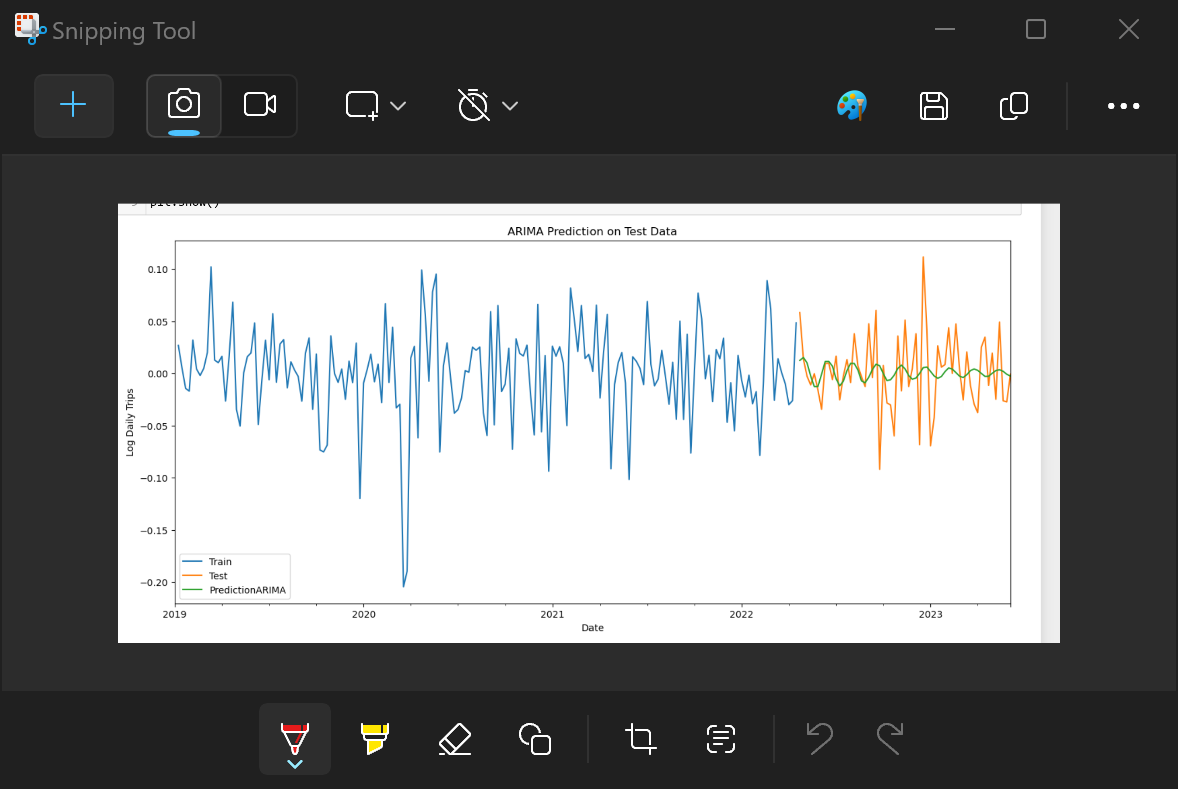 Snipping Tool
plt.show()
ARIMA Prediction on Test Data
0.10
0.05
0.00
−0.05
−0.10
−0.15
−0.20
Log Daily Trips
Train
Test
PredictionARIMA
2019 2020 2021 2022 2023
Date